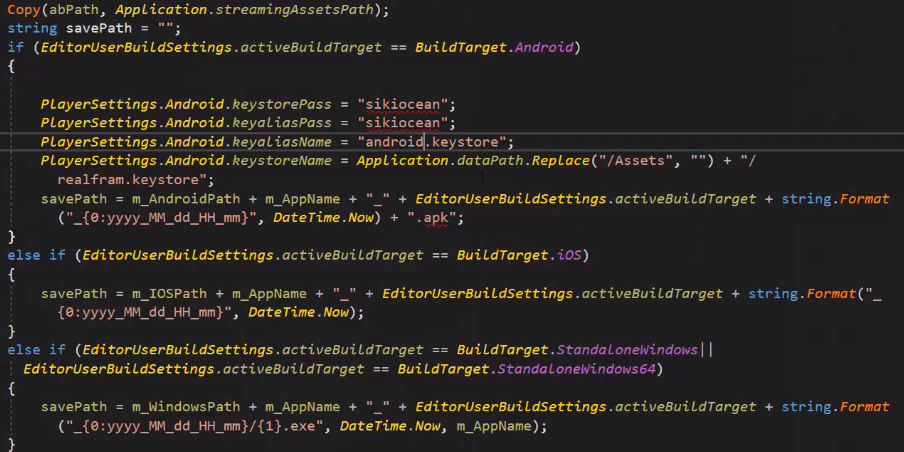 Copy(abPath, Application.streamingAssetsPath);
string savePath = "";
if (EditorUserBuildSettings.activeBuildTarget == BuildTarget.Android)
{
PlayerSettings.Android.keystorePass = "sikiocean";
PlayerSettings.Android.keyaliasPass = "sikiocean";
PlayerSettings.Android.keyaliasName = "android.keystore";
PlayerSettings.Android.keystoreName = Application.dataPath.Replace("/Assets", "") + "/
realfram.keystore";
savePath = m_AndroidPath + m_AppName + "_" + EditorUserBuildSettings.activeBuildTarget + string.Format
("_{0:yyyy_MM_dd_HH_mm}", DateTime.Now) + ".apk";
}
else if (EditorUserBuildSettings.activeBuildTarget == BuildTarget.iOS)
{
savePath = m_IOSPath + m_AppName + "_" + EditorUserBuildSettings.activeBuildTarget + string.Format("_
{0:yyyy_MM_dd_HH_mm}", DateTime.Now);
}
else if (EditorUserBuildSettings.activeBuildTarget == BuildTarget.StandaloneWindows||
EditorUserBuildSettings.activeBuildTarget == BuildTarget.StandaloneWindows64)
{
savePath = m_WindowsPath + m_AppName + "_" + EditorUserBuildSettings.activeBuildTarget + string.Format
("_{0:yyyy_MM_dd_HH_mm}/{1}.exe", DateTime.Now, m_AppName);
}